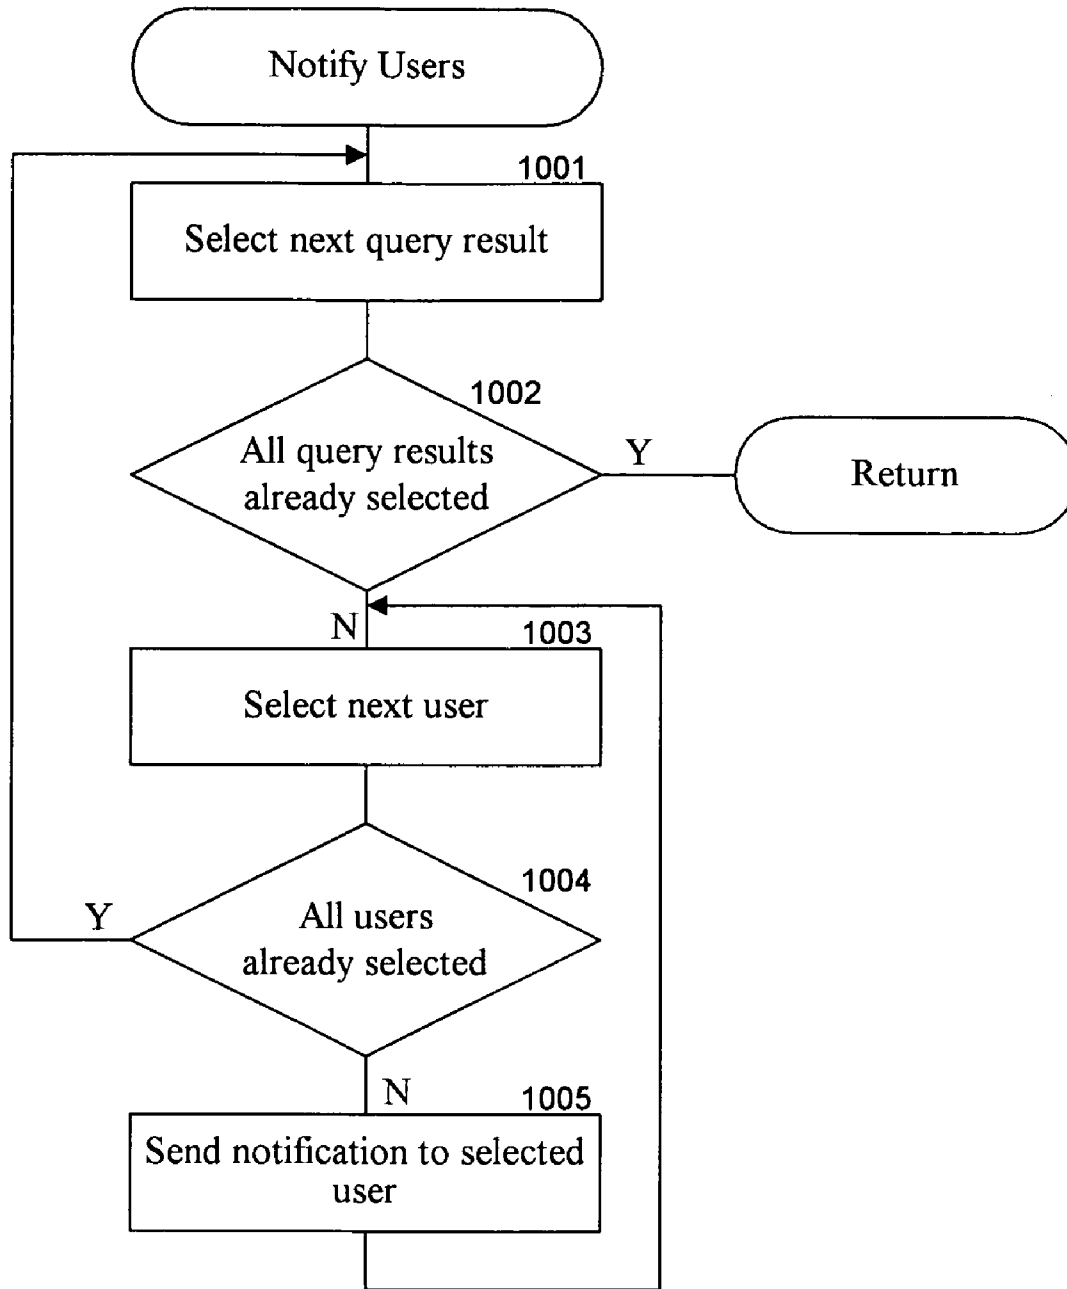 Notify Users
1001
Select next query result
1002
All query results
already selected
Y
Return
N
1003
Select next user
1004
All users
already selected
Y
N
1005
Send notification to selected
user